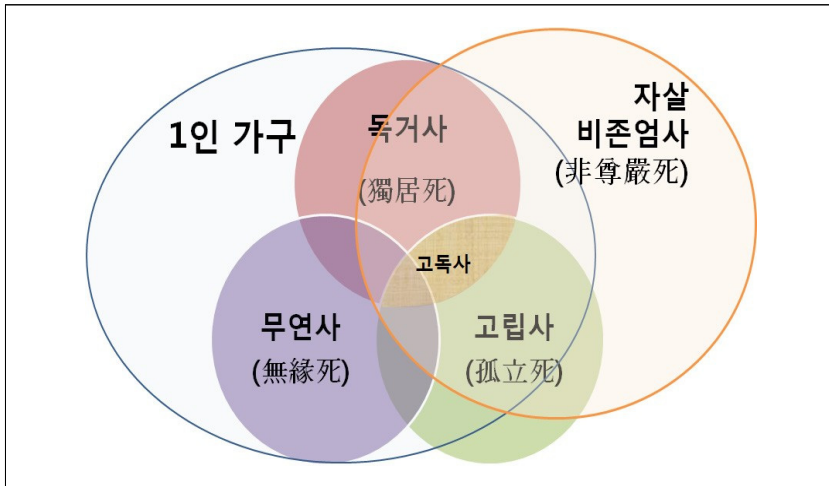 1인 가구
독거사
(獨居死)
자살
비존엄사
(非尊嚴死)
고독사
무연사
(無緣死)
고립사
(孤立死)